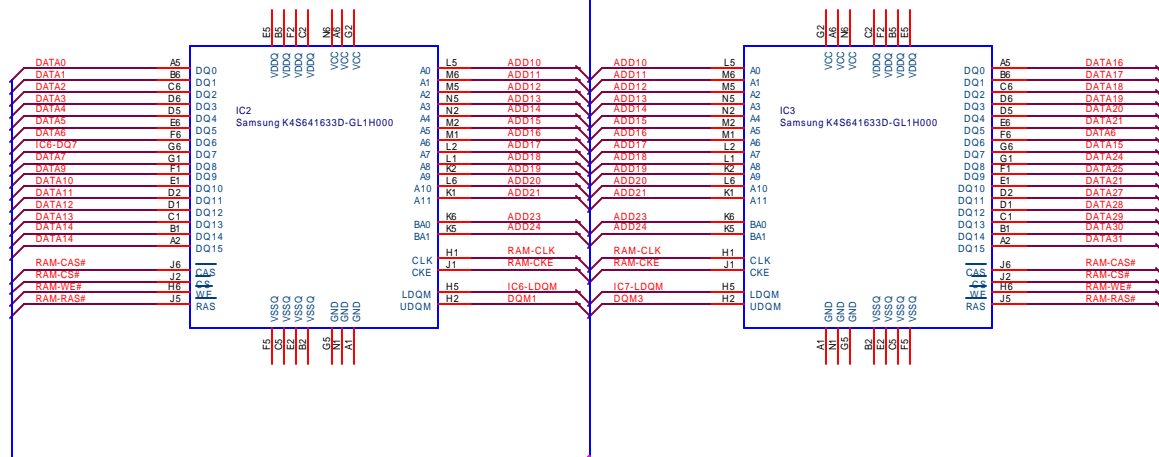 E5 B5 F2 C2 N6 A6 G2
VDDQ VDDQ VDDQ VDDQ VCC VCC VCC
DATA0 A5 DQ0 A0 L5 ADD10
DATA1 B6 DQ1 A1 M6 ADD11
DATA2 C6 DQ2 A2 M5 ADD12
DATA3 D6 DQ3 A3 N5 ADD13
DATA4 D5 DQ4 A4 N2 ADD14
DATA5 E6 DQ5 A5 M2 ADD15
DATA6 F6 DQ6 A6 M1 ADD16
IC6-DQ7 G6 DQ7 A7 L2 ADD17
DATA7 G1 DQ8 A8 L1 ADD18
DATA9 F1 DQ9 A9 K2 ADD19
DATA10 E1 DQ10 A10 L6 ADD20
DATA11 D2 DQ11 A11 K1 ADD21
DATA12 D1 DQ12
DATA13 C1 DQ13 BA0 K6 ADD23
DATA14 B1 DQ14 BA1 K5 ADD24
DATA14 A2 DQ15
CLK H1 RAM-CLK
RAM-CAS# J6 CAS CKE J1 RAM-CKE
RAM-CS# J2 CS
RAM-WE# H6 WE LDQM H5 IC6-LDQM
RAM-RAS# J5 RAS UDQM H2 DQM1
IC2
Samsung K4S641633D-GL1H000
VSSQ VSSQ VSSQ VSSQ GND GND GND
F5 C5 E2 B2 G5 N1 A1
G2 A6 N6 C2 F2 B5 E5
VCC VCC VCC VDDQ VDDQ VDDQ VDDQ
ADD10 L5 A0 DQ0 A5 DATA16
ADD11 M6 A1 DQ1 B6 DATA17
ADD12 M5 A2 DQ2 C6 DATA18
ADD13 N5 A3 DQ3 D6 DATA19
ADD14 N2 A4 DQ4 D5 DATA20
ADD15 M2 A5 DQ5 E6 DATA21
ADD16 M1 A6 DQ6 F6 DATA6
ADD17 L2 A7 DQ7 G6 DATA15
ADD18 L1 A8 DQ8 G1 DATA24
ADD19 K2 A9 DQ9 F1 DATA25
ADD20 L6 A10 DQ10 E1 DATA21
ADD21 K1 A11 DQ11 D2 DATA27
DQ12 D1 DATA28
ADD23 K6 BA0 DQ13 C1 DATA29
ADD24 K5 BA1 DQ14 B1 DATA30
DQ15 A2 DATA31
RAM-CLK H1 CLK
RAM-CKE J1 CKE CAS J6 RAM-CAS#
CS J2 RAM-CS#
IC7-LDQM H5 LDQM WE H6 RAM-WE#
DQM3 H2 UDQM RAS J5 RAM-RAS#
IC3
Samsung K4S641633D-GL1H000
GND GND GND VSSQ VSSQ VSSQ VSSQ
A1 N1 G5 B2 E2 C5 F5